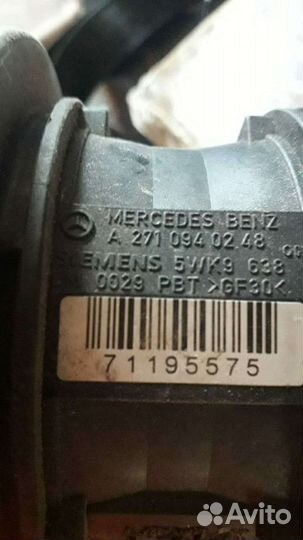 MERCEDES BENZ
A 271 094 02 48
SIEMENS 5WK9 638
0029 PBT >GF30<
71195575
Avito